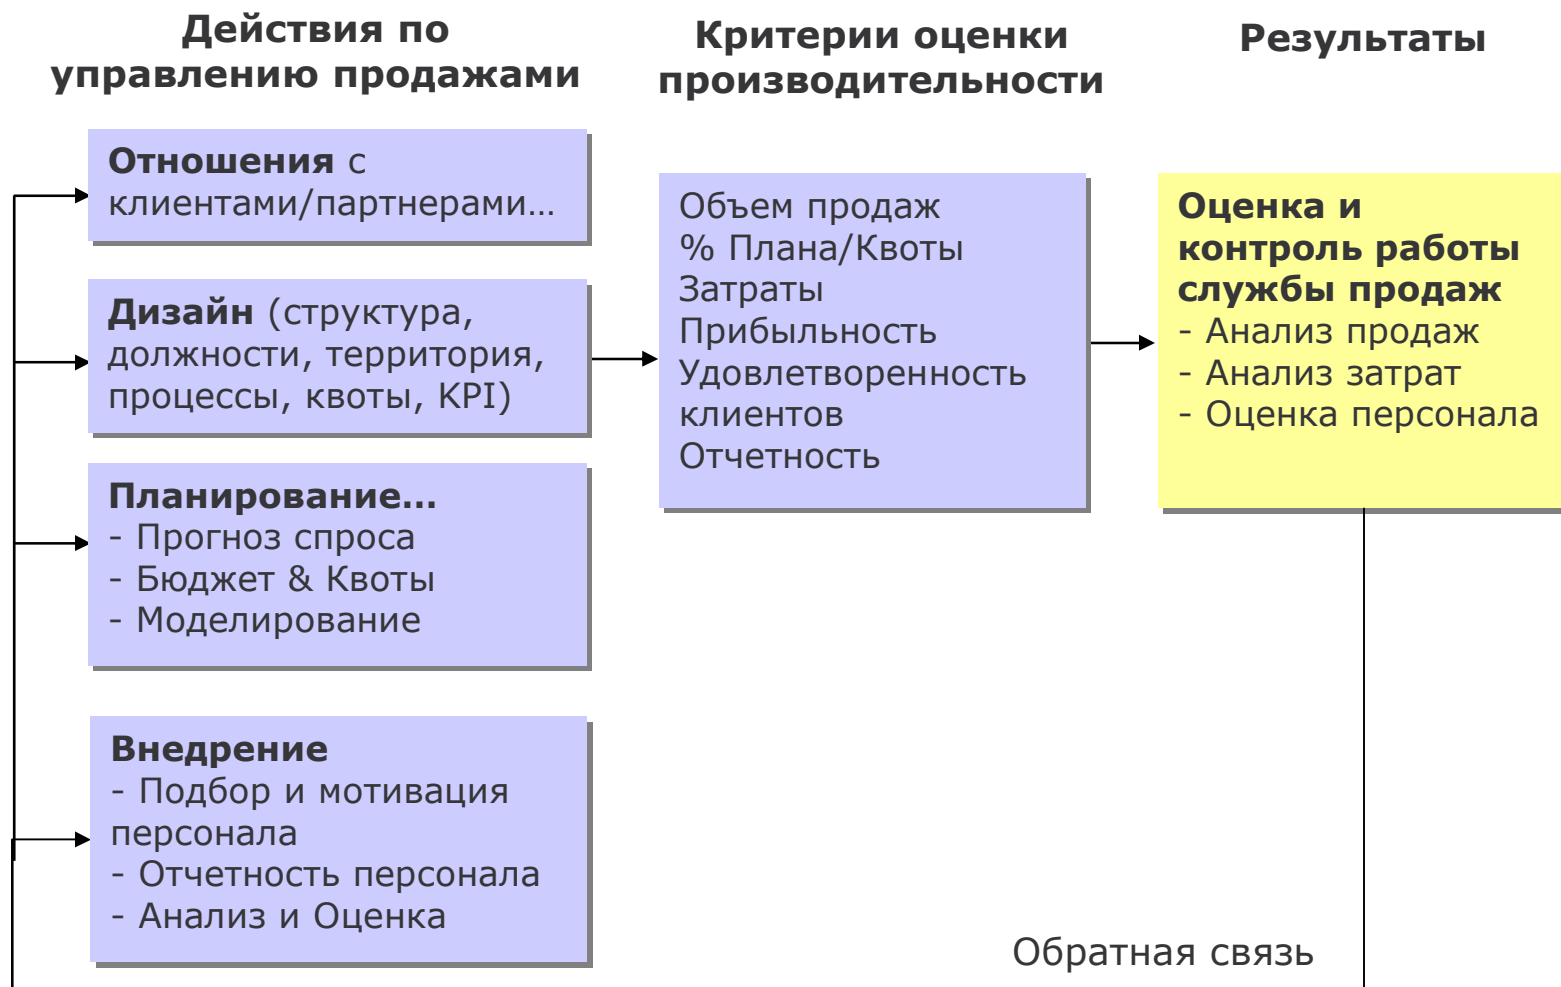 Действия по
управлению продажами
Критерии оценки
производительности
Результаты
Отношения с
клиентами/партнерами…
Дизайн (структура,
должности, территория,
процессы, квоты, KPI)
Планирование…
- Прогноз спроса
- Бюджет & Квоты
- Моделирование
Внедрение
- Подбор и мотивация
персонала
- Отчетность персонала
- Анализ и Оценка
Объем продаж
% Плана/Квоты
Затраты
Прибыльность
Удовлетворенность
клиентов
Отчетность
Оценка и
контроль работы
службы продаж
- Анализ продаж
- Анализ затрат
- Оценка персонала
Обратная связь